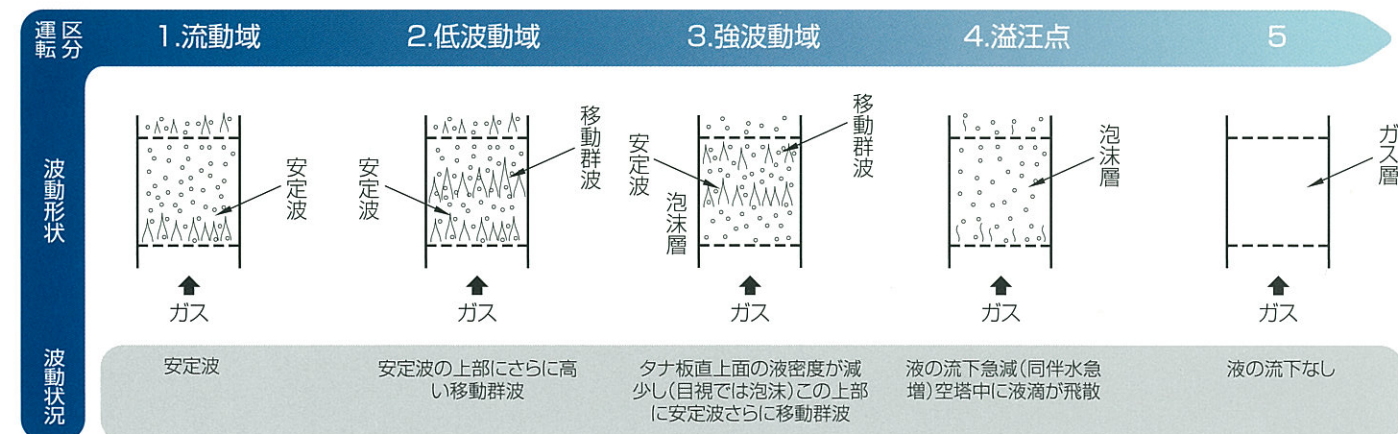 運転区分
1.流動域
2.低波動域
3.強波動域
4.溢汪点
5
波動形状
安定波
ガス
安定波
移動群波
ガス
安定波
泡沫層
移動群波
ガス
泡沫層
ガス
ガス層
ガス
波動状況
安定波
安定波の上部にさらに高
い移動群波
タナ板直上面の液密度が減
少し(目視では泡沫)この上部
に安定波さらに移動群波
液の流下急減(同伴水急
増)空塔中に液滴が飛散
液の流下なし